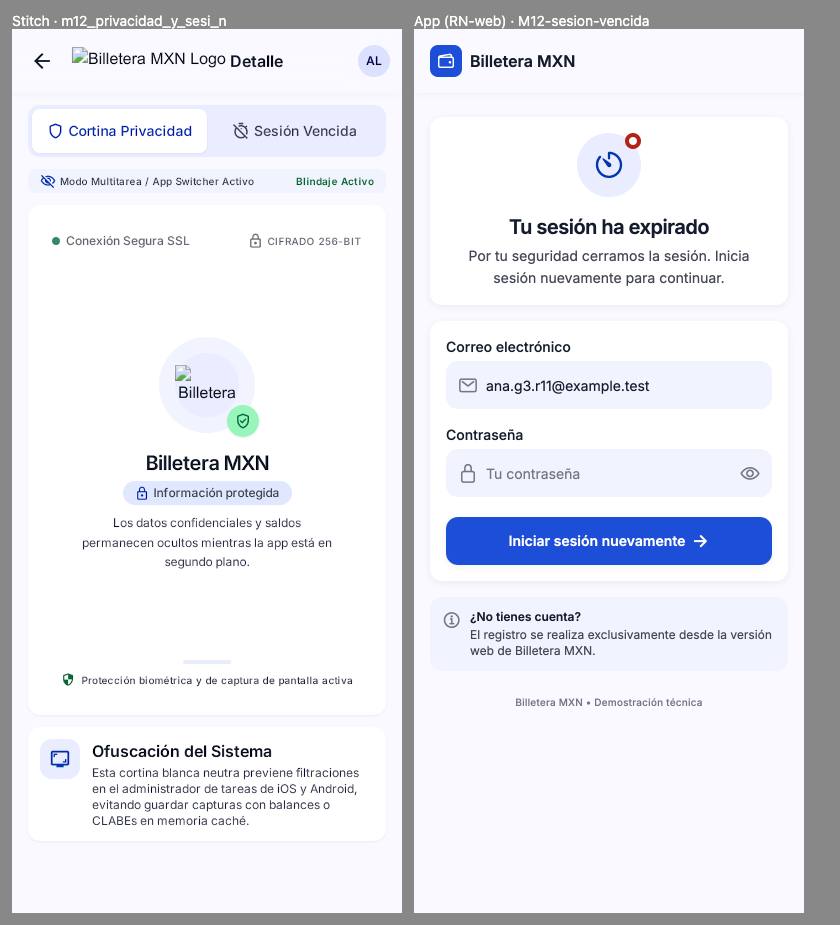 Stitch · m12_privacidad_y_sesi_n
Billetera MXN Logo Detalle
AL
Cortina Privacidad
Sesión Vencida
Modo Multitarea / App Switcher Activo
Blindaje Activo
Conexión Segura SSL
CIFRADO 256-BIT
Billetera
Billetera MXN
Información protegida
Los datos confidenciales y saldos
permanecen ocultos mientras la app está en
segundo plano.
Protección biométrica y de captura de pantalla activa
Ofuscación del Sistema
Esta cortina blanca neutra previene filtraciones
en el administrador de tareas de iOS y Android,
evitando guardar capturas con balances o
CLABEs en memoria caché.
App (RN-web) · M12-sesion-vencida
Billetera MXN
Tu sesión ha expirado
Por tu seguridad cerramos la sesión. Inicia
sesión nuevamente para continuar.
Correo electrónico
ana.g3.r11@example.test
Contraseña
Tu contraseña
Iniciar sesión nuevamente
¿No tienes cuenta?
El registro se realiza exclusivamente desde la versión
web de Billetera MXN.
Billetera MXN • Demostración técnica